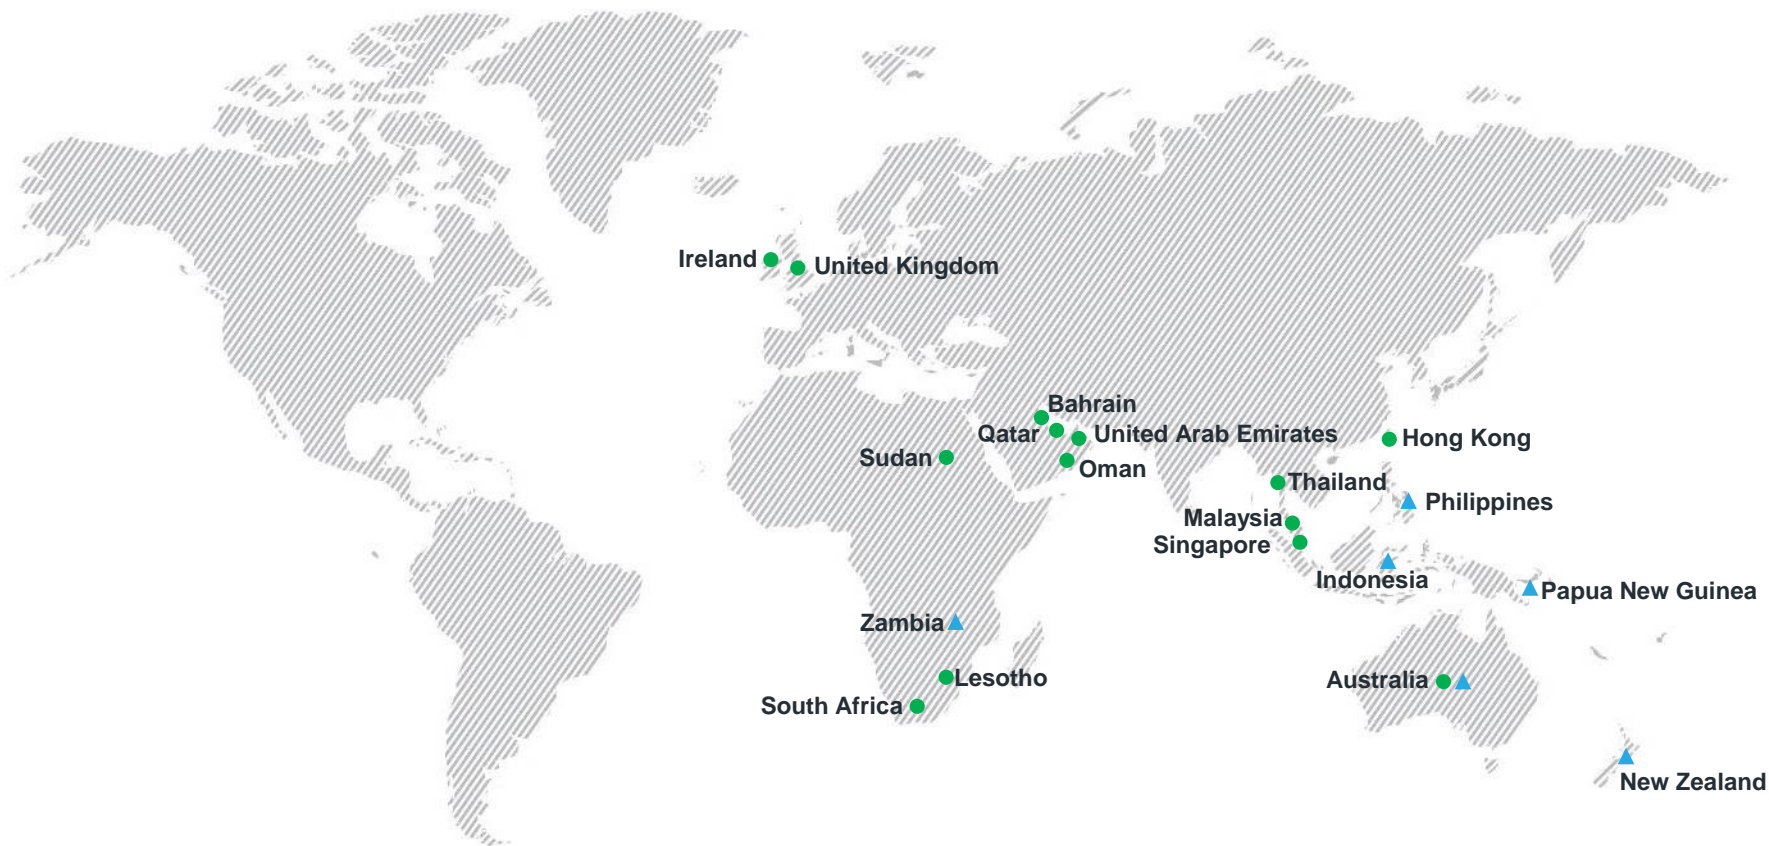 Ireland
United Kingdom
Bahrain
Qatar
United Arab Emirates
Hong Kong
Sudan
Oman
Thailand
Philippines
Malaysia
Singapore
Indonesia
Papua New Guinea
Zambia
Lesotho
Australia
South Africa
New Zealand